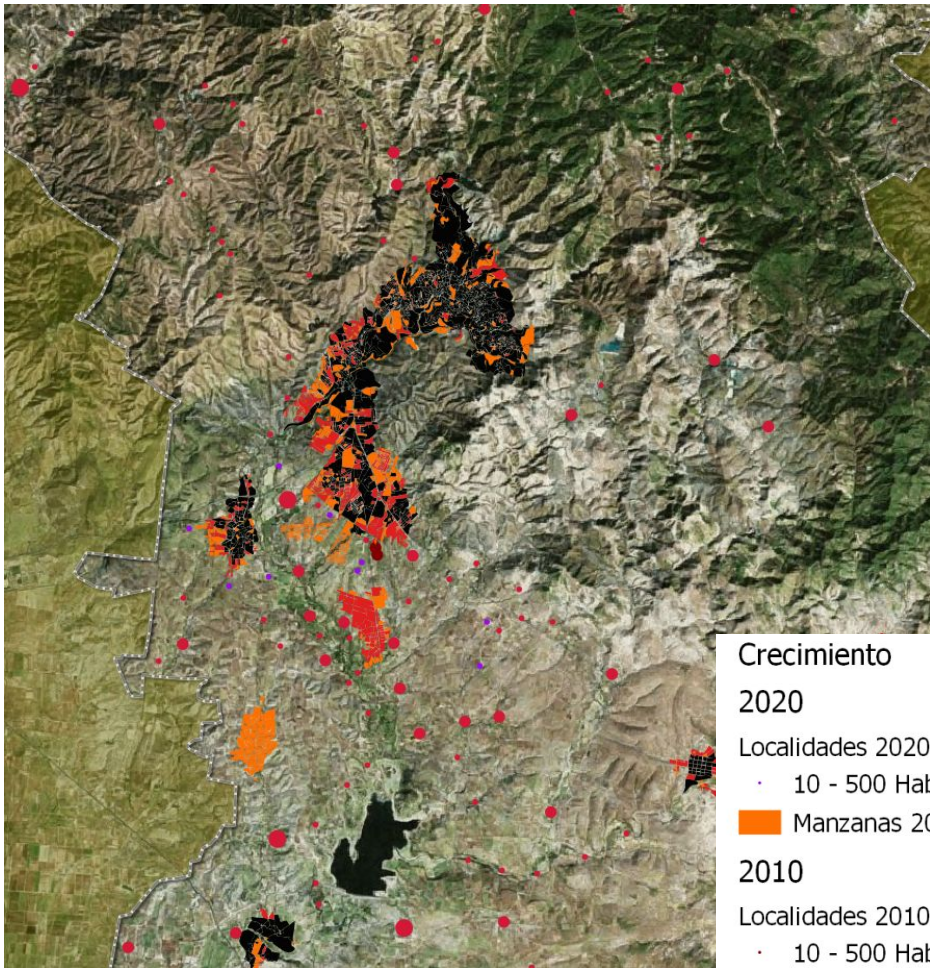 Crecimiento
2020
Localidades 2020
10 - 500 Hab
Manzanas 20
2010
Localidades 2010
10 - 500 Hab